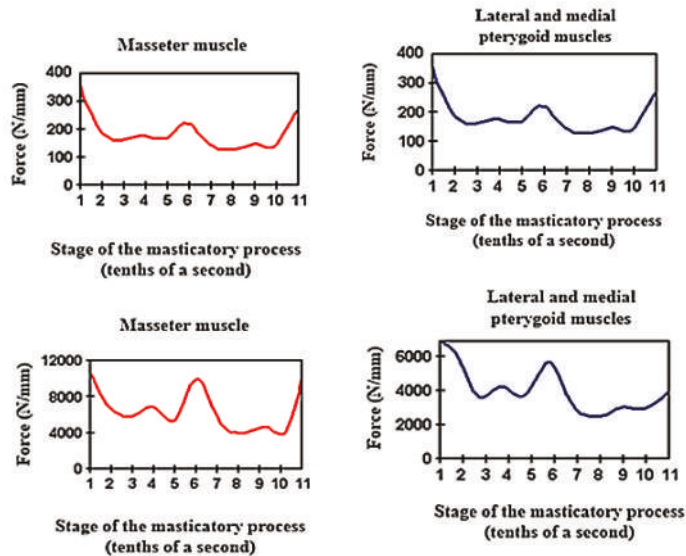 Masseter muscle
Force (N/mm)
400
300
200
100
0
1 2 3 4 5 6 7 8 9 10 11
Stage of the masticatory process
(tenths of a second)
Lateral and medial
pterygoid muscles
Force (N/mm)
400
300
200
100
0
1 2 3 4 5 6 7 8 9 10 11
Stage of the masticatory process
(tenths of a second)
Masseter muscle
Force (N/mm)
12000
8000
4000
0
1 2 3 4 5 6 7 8 9 10 11
Stage of the masticatory process
(tenths of a second)
Lateral and medial
pterygoid muscles
Force (N/mm)
6000
4000
2000
0
1 2 3 4 5 6 7 8 9 10 11
Stage of the masticatory process
(tenths of a second)